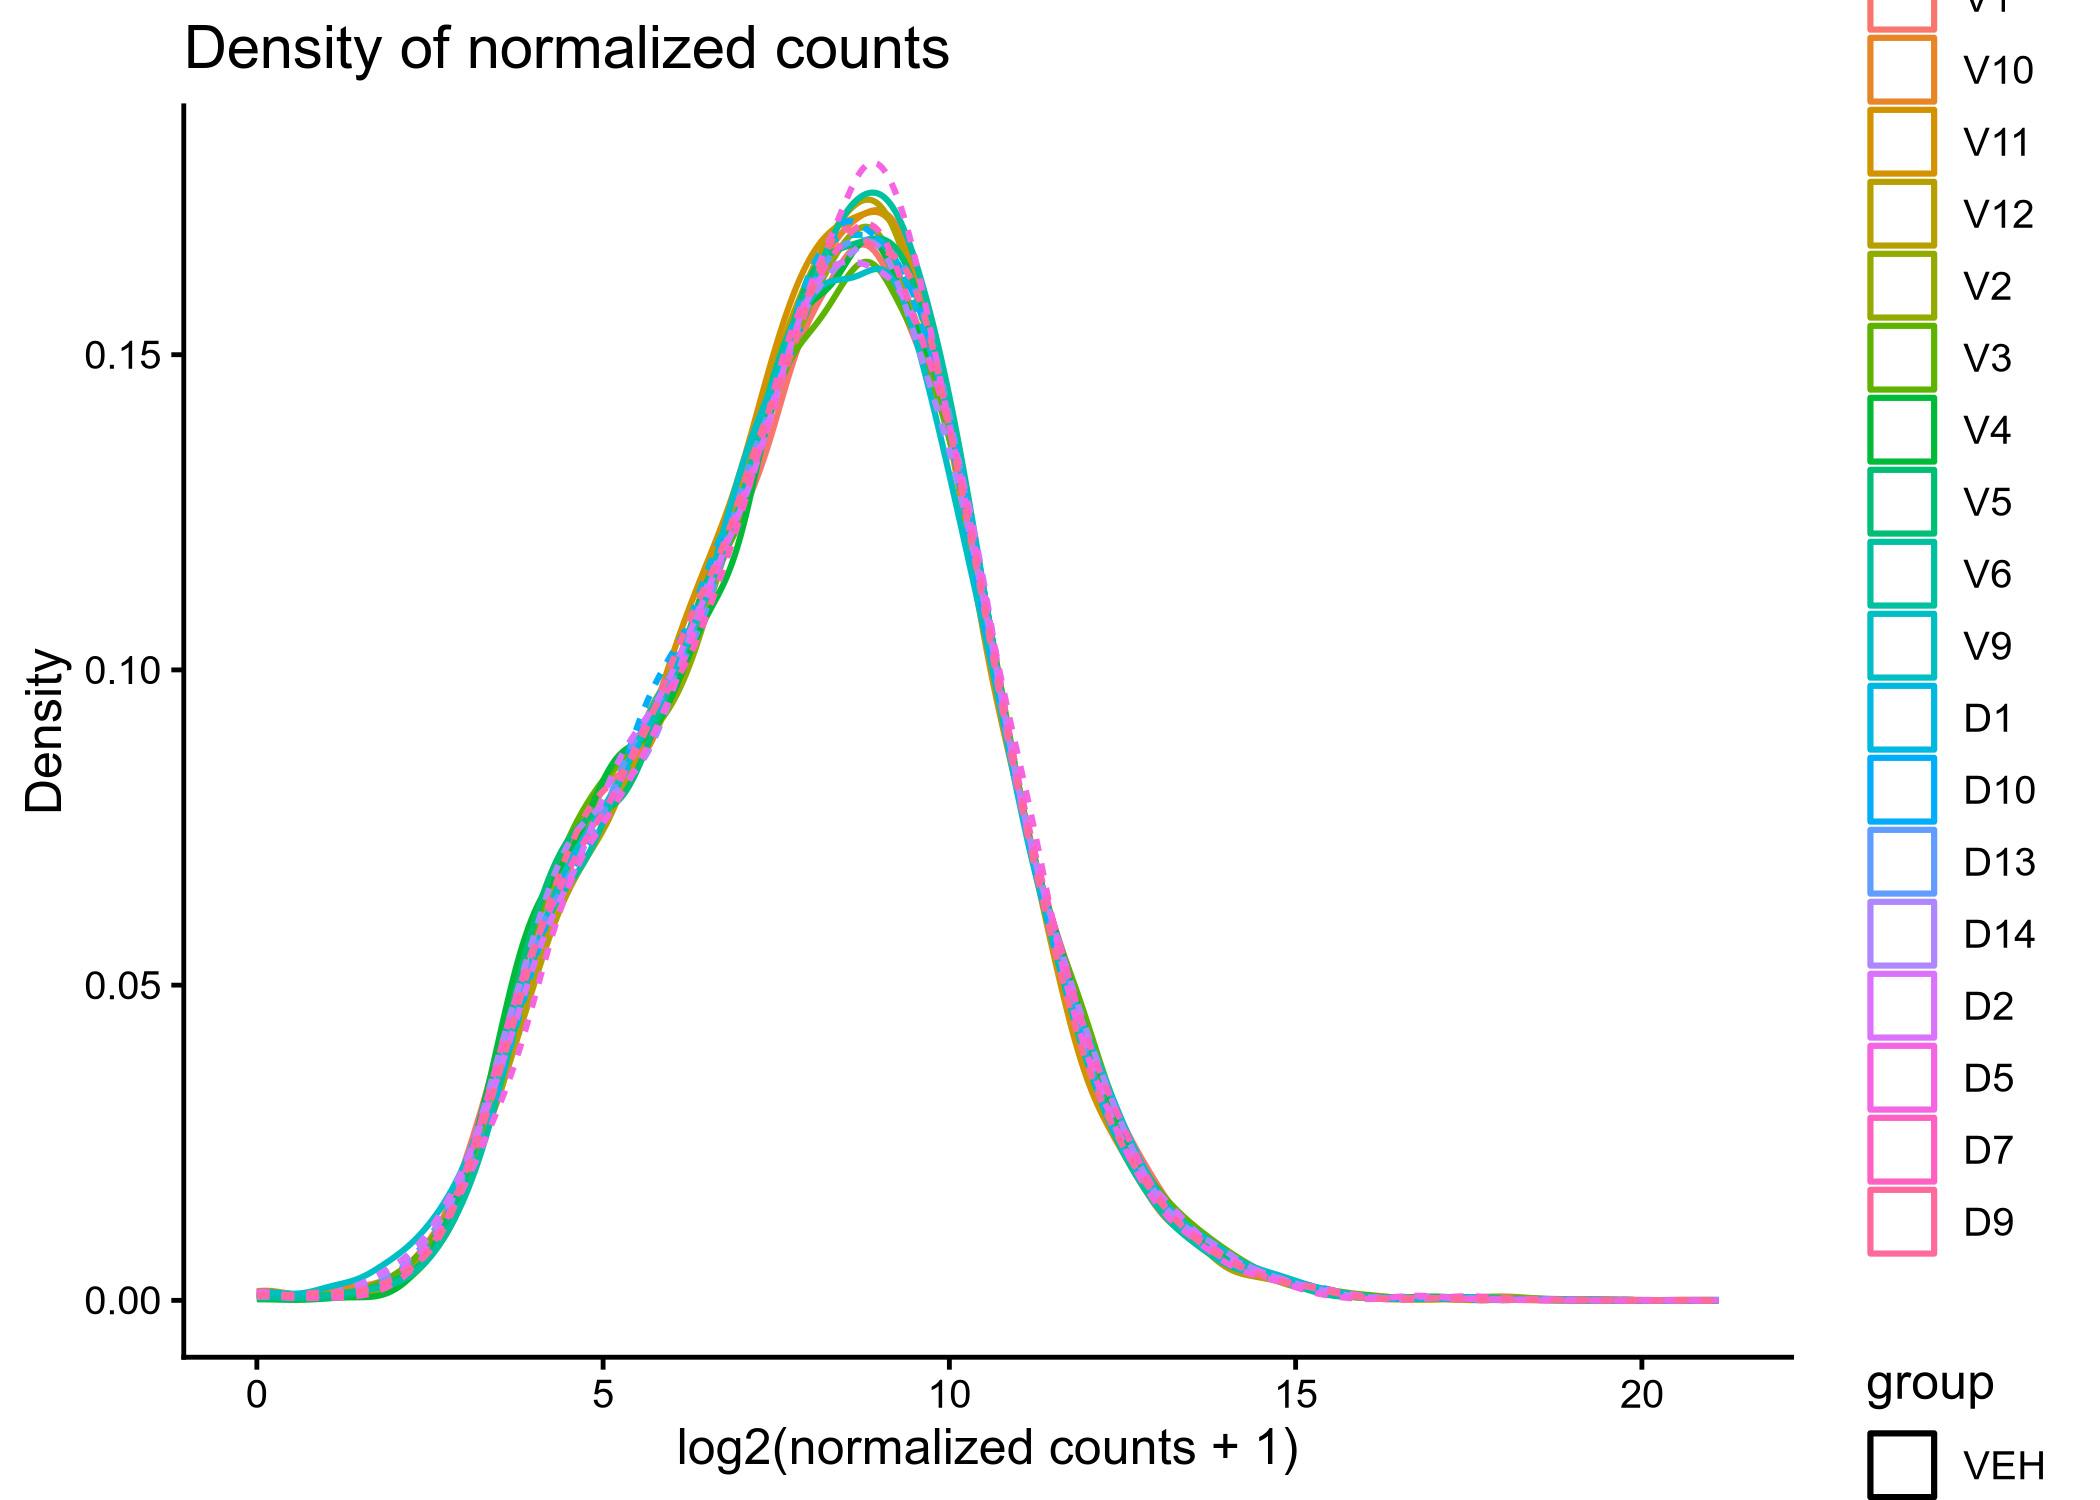 Density of normalized counts
Density
0.15
0.10
0.05
0.00
0
5
10
15
20
log2(normalized counts + 1)
V10
V11
V12
V2
V3
V4
V5
V6
V9
D1
D10
D13
D14
D2
D5
D7
D9
group
VEH